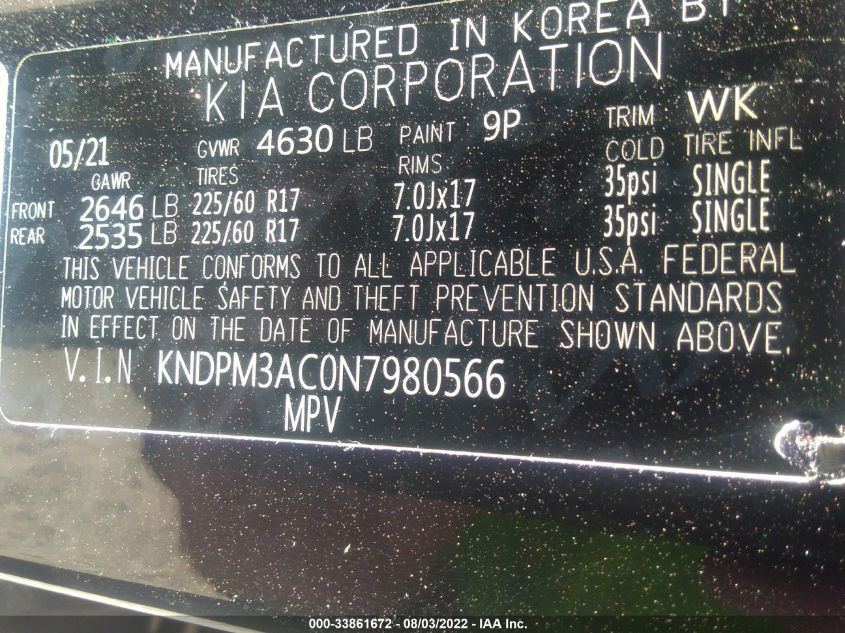 MANUFACTURED IN KOREA BY
KIA CORPORATION
05/21 GVWR 4630 LB PAINT 9P TRIM WK
GAWR TIRES RIMS COLD TIRE INFL
FRONT 2646 LB 225/60 R17 7.0Jx17 35psi SINGLE
REAR 2535 LB 225/60 R17 7.0Jx17 35psi SINGLE
THIS VEHICLE CONFORMS TO ALL APPLICABLE U.S.A. FEDERAL
MOTOR VEHICLE SAFETY AND THEFT PREVENTION STANDARDS
IN EFFECT ON THE DATE OF MANUFACTURE SHOWN ABOVE.
V.I.N KNDPM3AC0N7980566
MPV
000-33861672 - 08/03/2022 - IAA Inc.